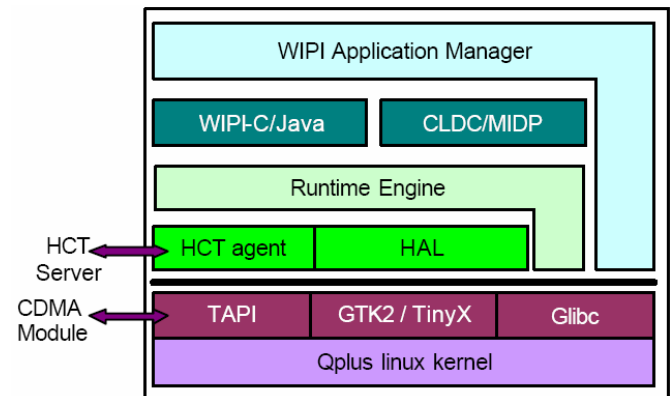 WIPI Application Manager
WIPI-C/Java
CLDC/MIDP
Runtime Engine
HCT
Server
HCT agent
HAL
CDMA
Module
TAPI
GTK2 / TinyX
Glibc
Qplus linux kernel